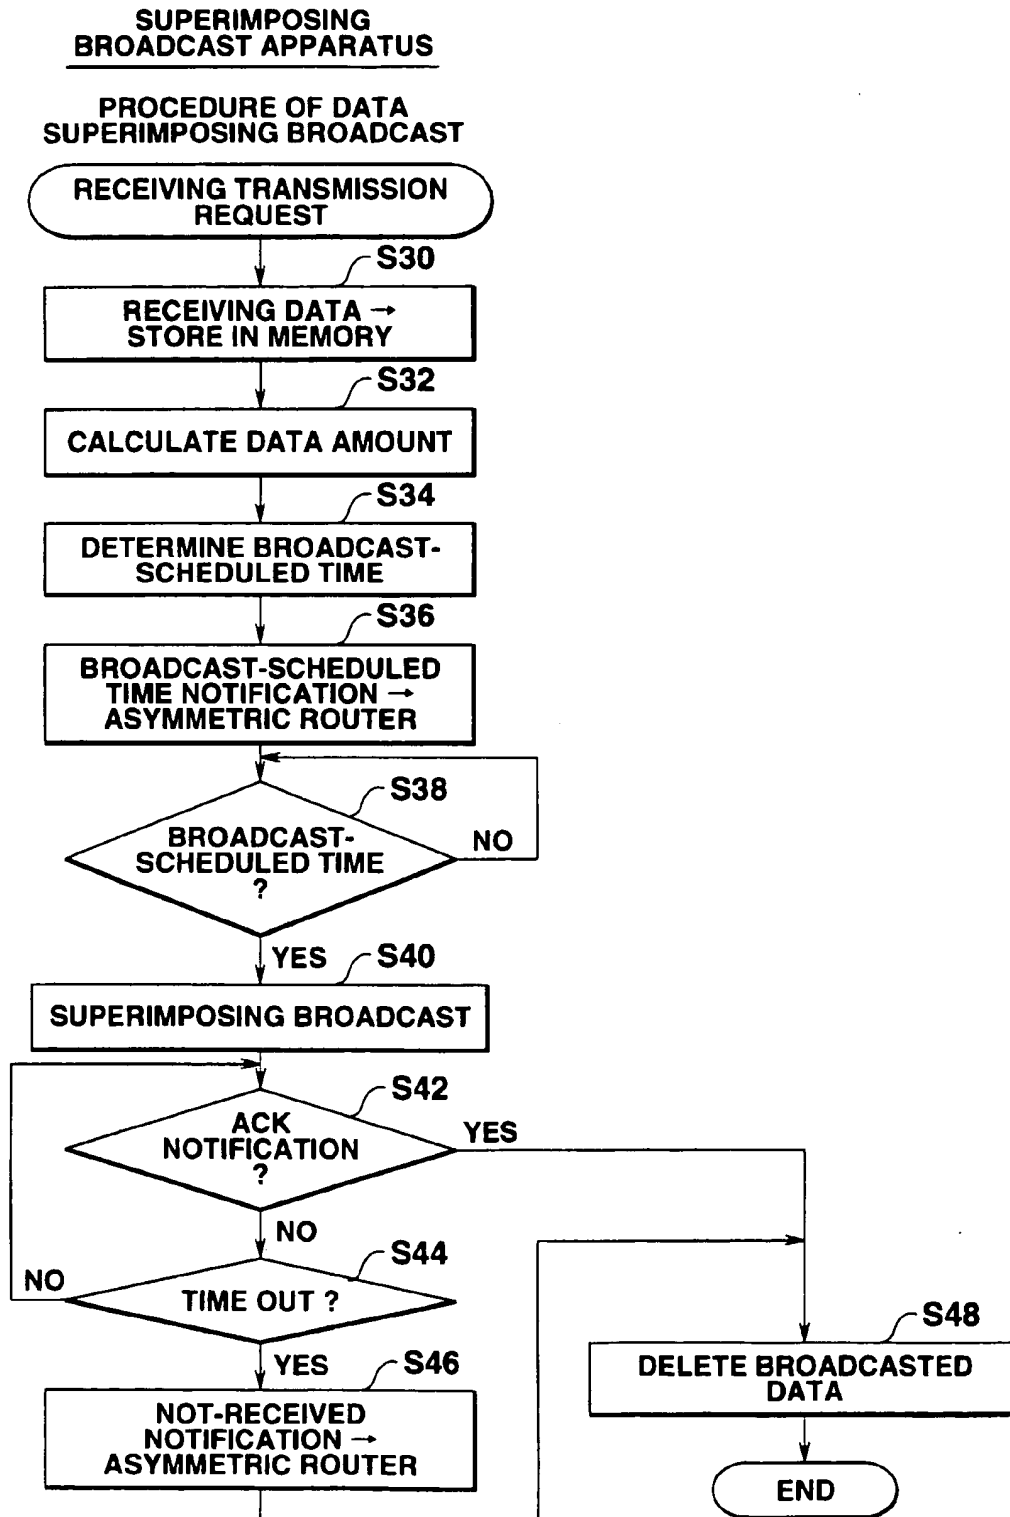 SUPERIMPOSING
BROADCAST APPARATUS
PROCEDURE OF DATA
SUPERIMPOSING BROADCAST
RECEIVING TRANSMISSION
REQUEST
S30
RECEIVING DATA →
STORE IN MEMORY
S32
CALCULATE DATA AMOUNT
S34
DETERMINE BROADCAST-
SCHEDULED TIME
S36
BROADCAST-SCHEDULED
TIME NOTIFICATION →
ASYMMETRIC ROUTER
S38
BROADCAST-
SCHEDULED TIME
?
NO
YES
S40
SUPERIMPOSING BROADCAST
S42
ACK
NOTIFICATION
?
YES
NO
S44
NO
TIME OUT ?
YES
S46
NOT-RECEIVED
NOTIFICATION →
ASYMMETRIC ROUTER
S48
DELETE BROADCASTED
DATA
END